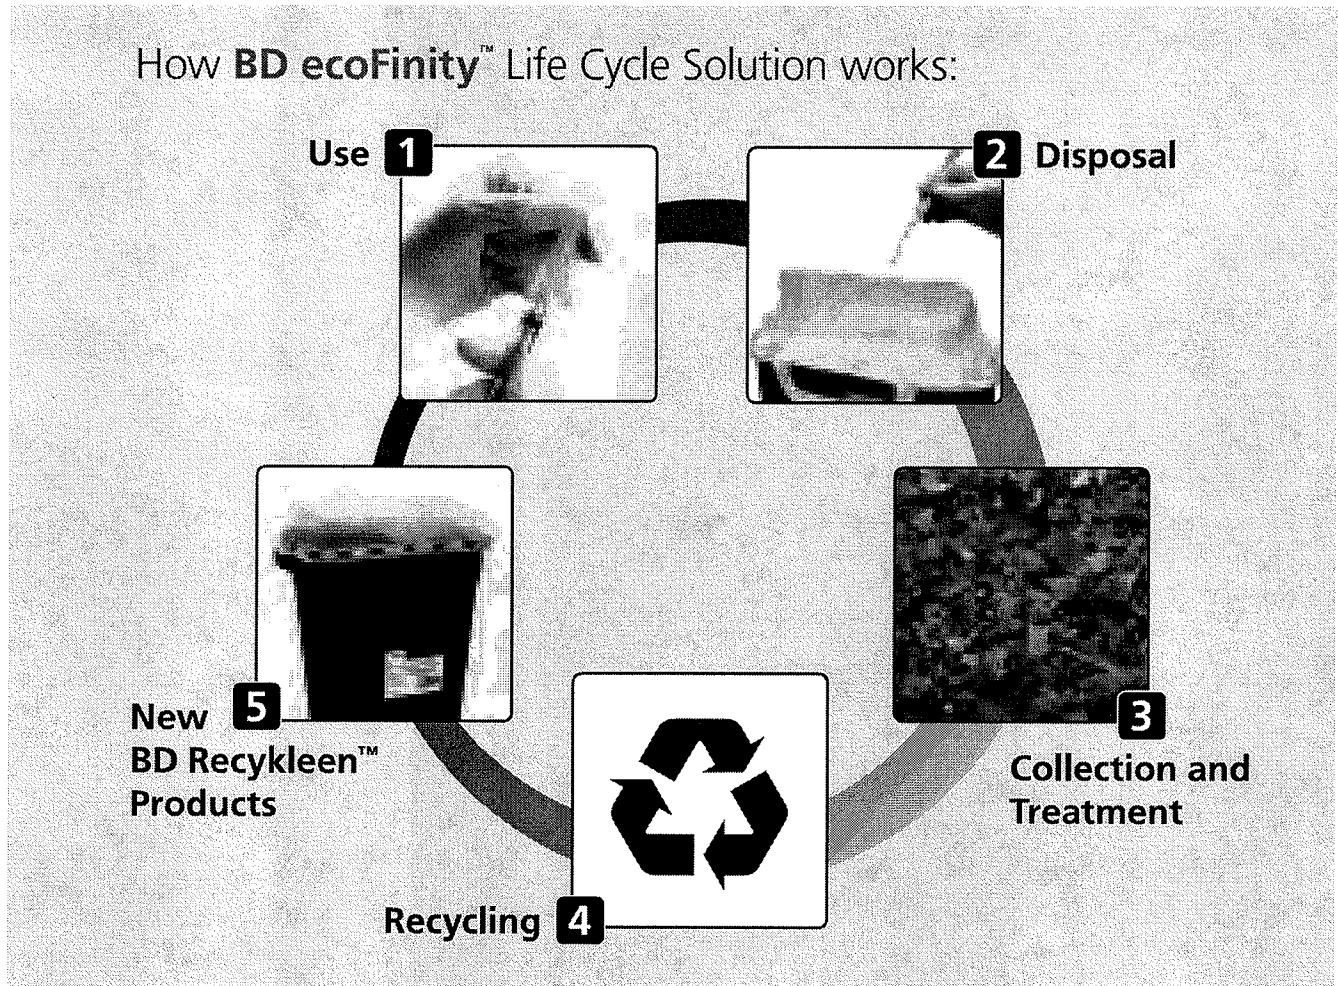 How BD ecoFinity™ Life Cycle Solution works:
Use 1
2 Disposal
3
Collection and
Treatment
Recycling 4
New 5
BD Recykleen™
Products